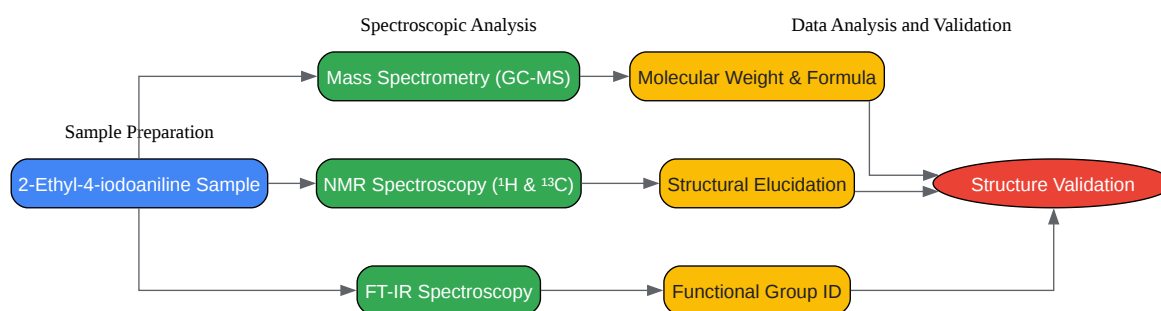 Spectroscopic Analysis
Data Analysis and Validation
Mass Spectrometry (GC-MS)
Molecular Weight & Formula
Sample Preparation
2-Ethyl-4-iodoaniline Sample
NMR Spectroscopy (¹H & ¹³C)
Structural Elucidation
Structure Validation
FT-IR Spectroscopy
Functional Group ID